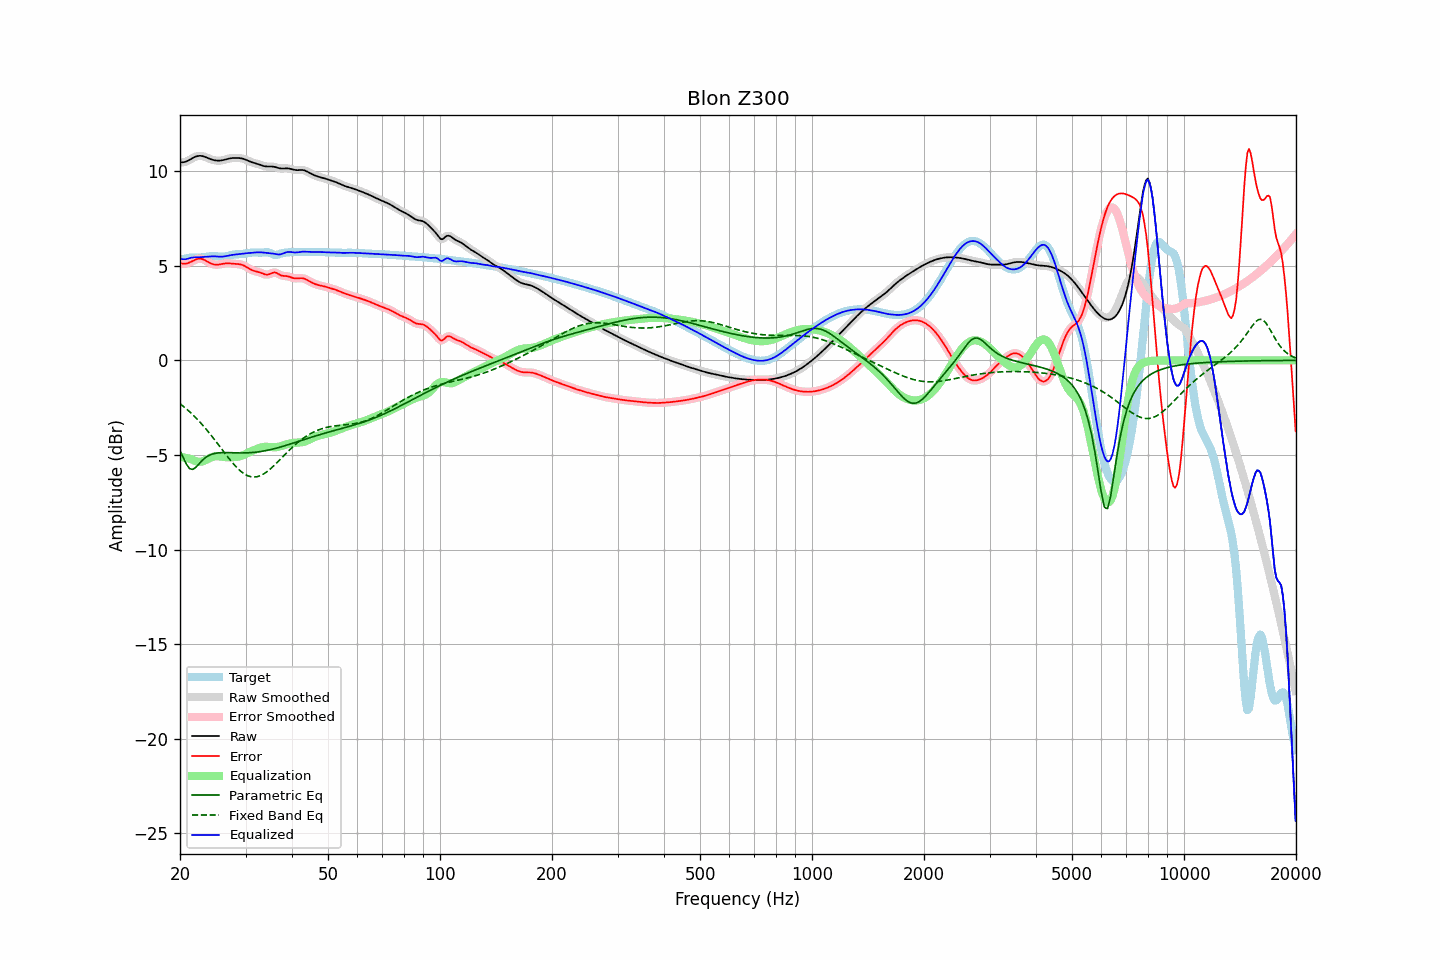 Blon Z300
10
5
0
−5
−10
−15
−20
−25
Amplitude (dBr)
Target
Raw Smoothed
Error Smoothed
Raw
Error
Equalization
Parametric Eq
Fixed Band Eq
Equalized
20
50
100
200
500
1000
2000
5000
10000
20000
Frequency (Hz)